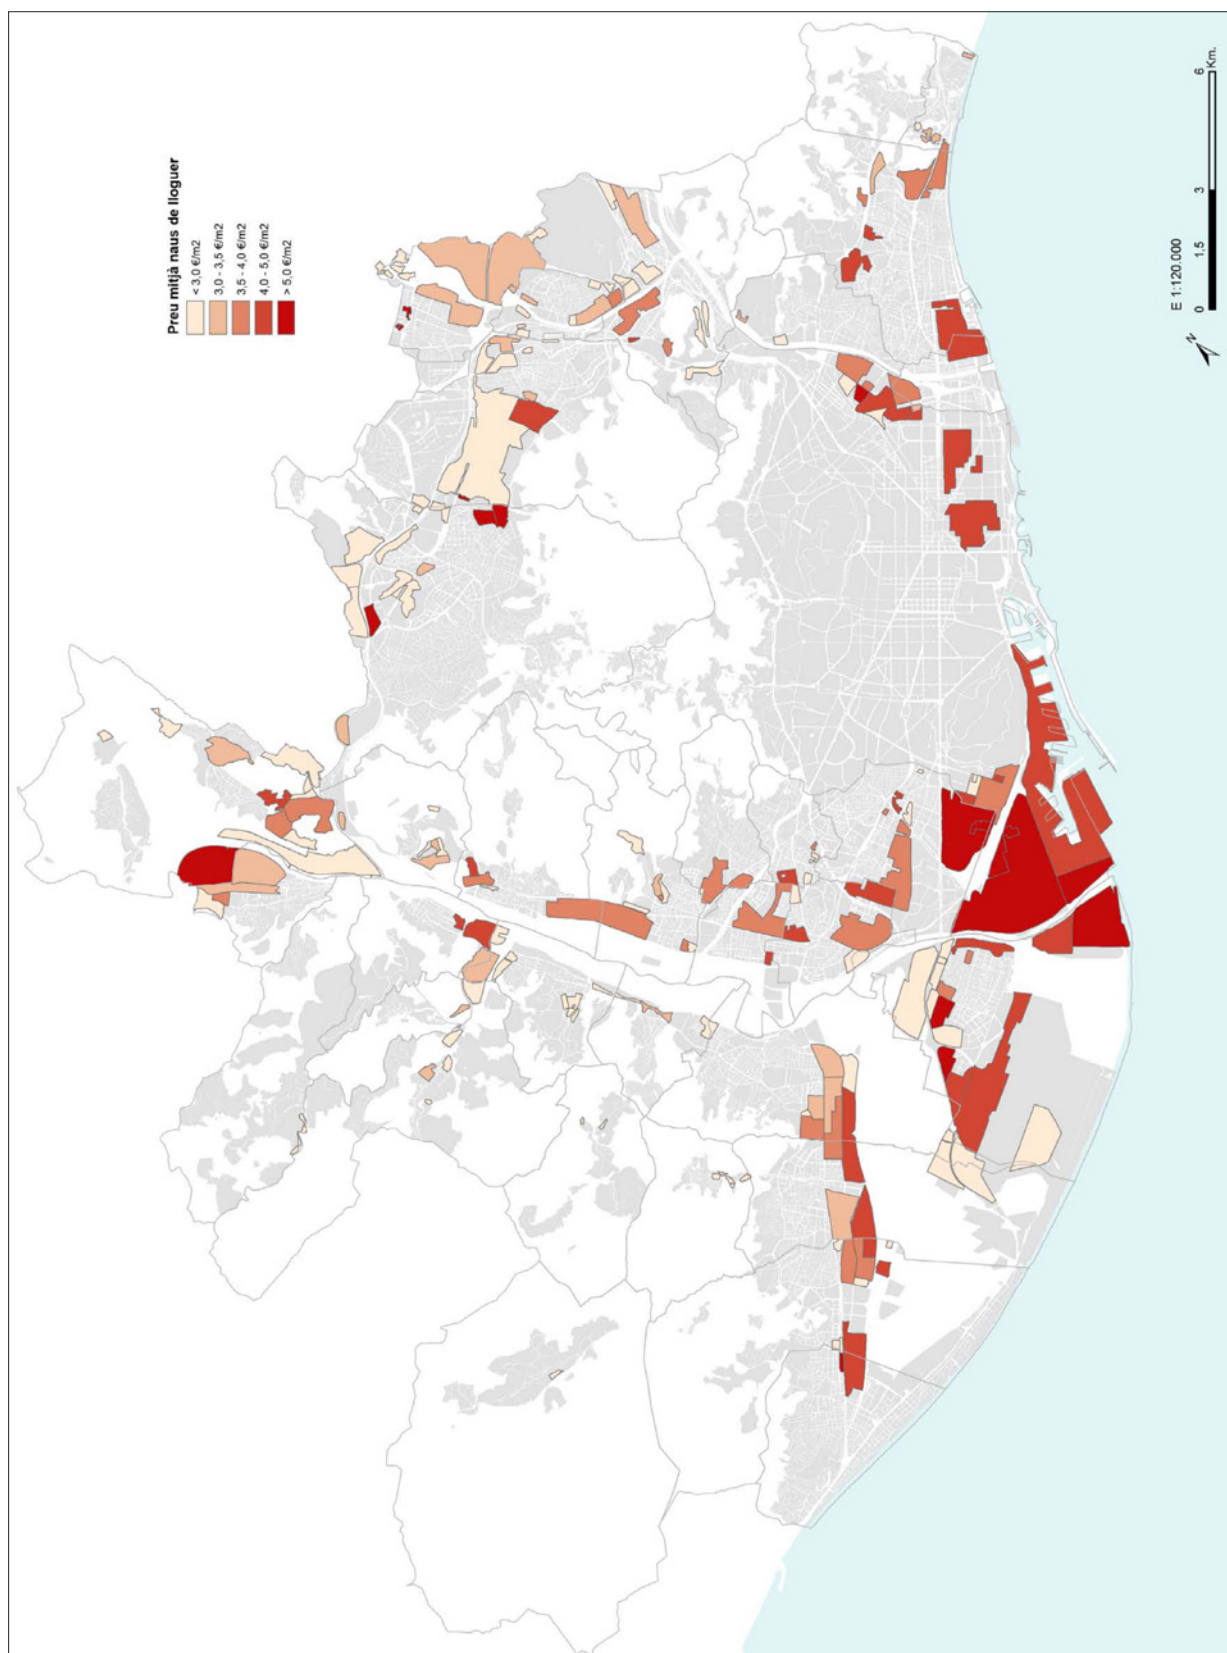 Preu mitjà naus de lloguer
< 3,0 €/m2
3,0 - 3,5 €/m2
3,5 - 4,0 €/m2
4,0 - 5,0 €/m2
> 5,0 €/m2
N
E 1:120.000
0 1,5 3 6
Km.